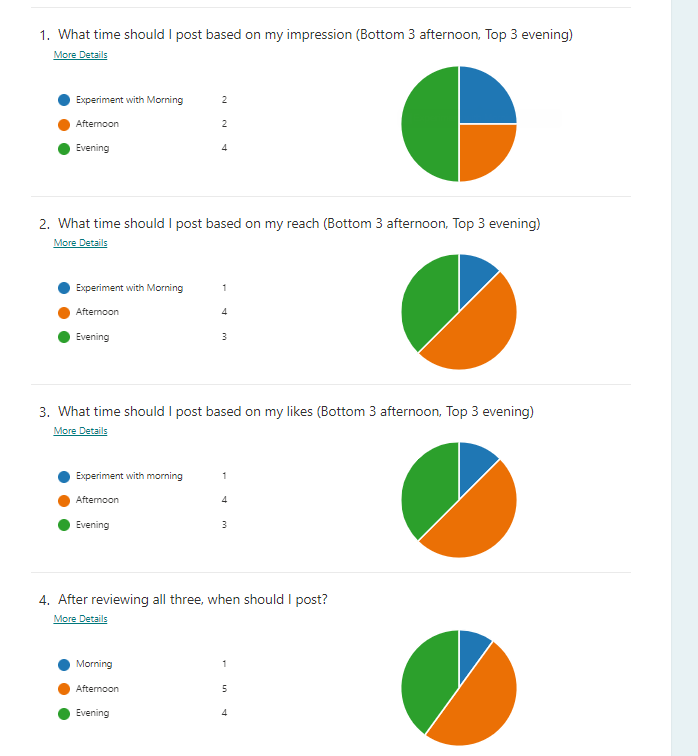 1. What time should I post based on my impression (Bottom 3 afternoon, Top 3 evening)
More Details
Experiment with Morning 2
Afternoon 2
Evening 4
2. What time should I post based on my reach (Bottom 3 afternoon, Top 3 evening)
More Details
Experiment with Morning 1
Afternoon 4
Evening 3
3. What time should I post based on my likes (Bottom 3 afternoon, Top 3 evening)
More Details
Experiment with morning 1
Afternoon 4
Evening 3
4. After reviewing all three, when should I post?
More Details
Morning 1
Afternoon 5
Evening 4